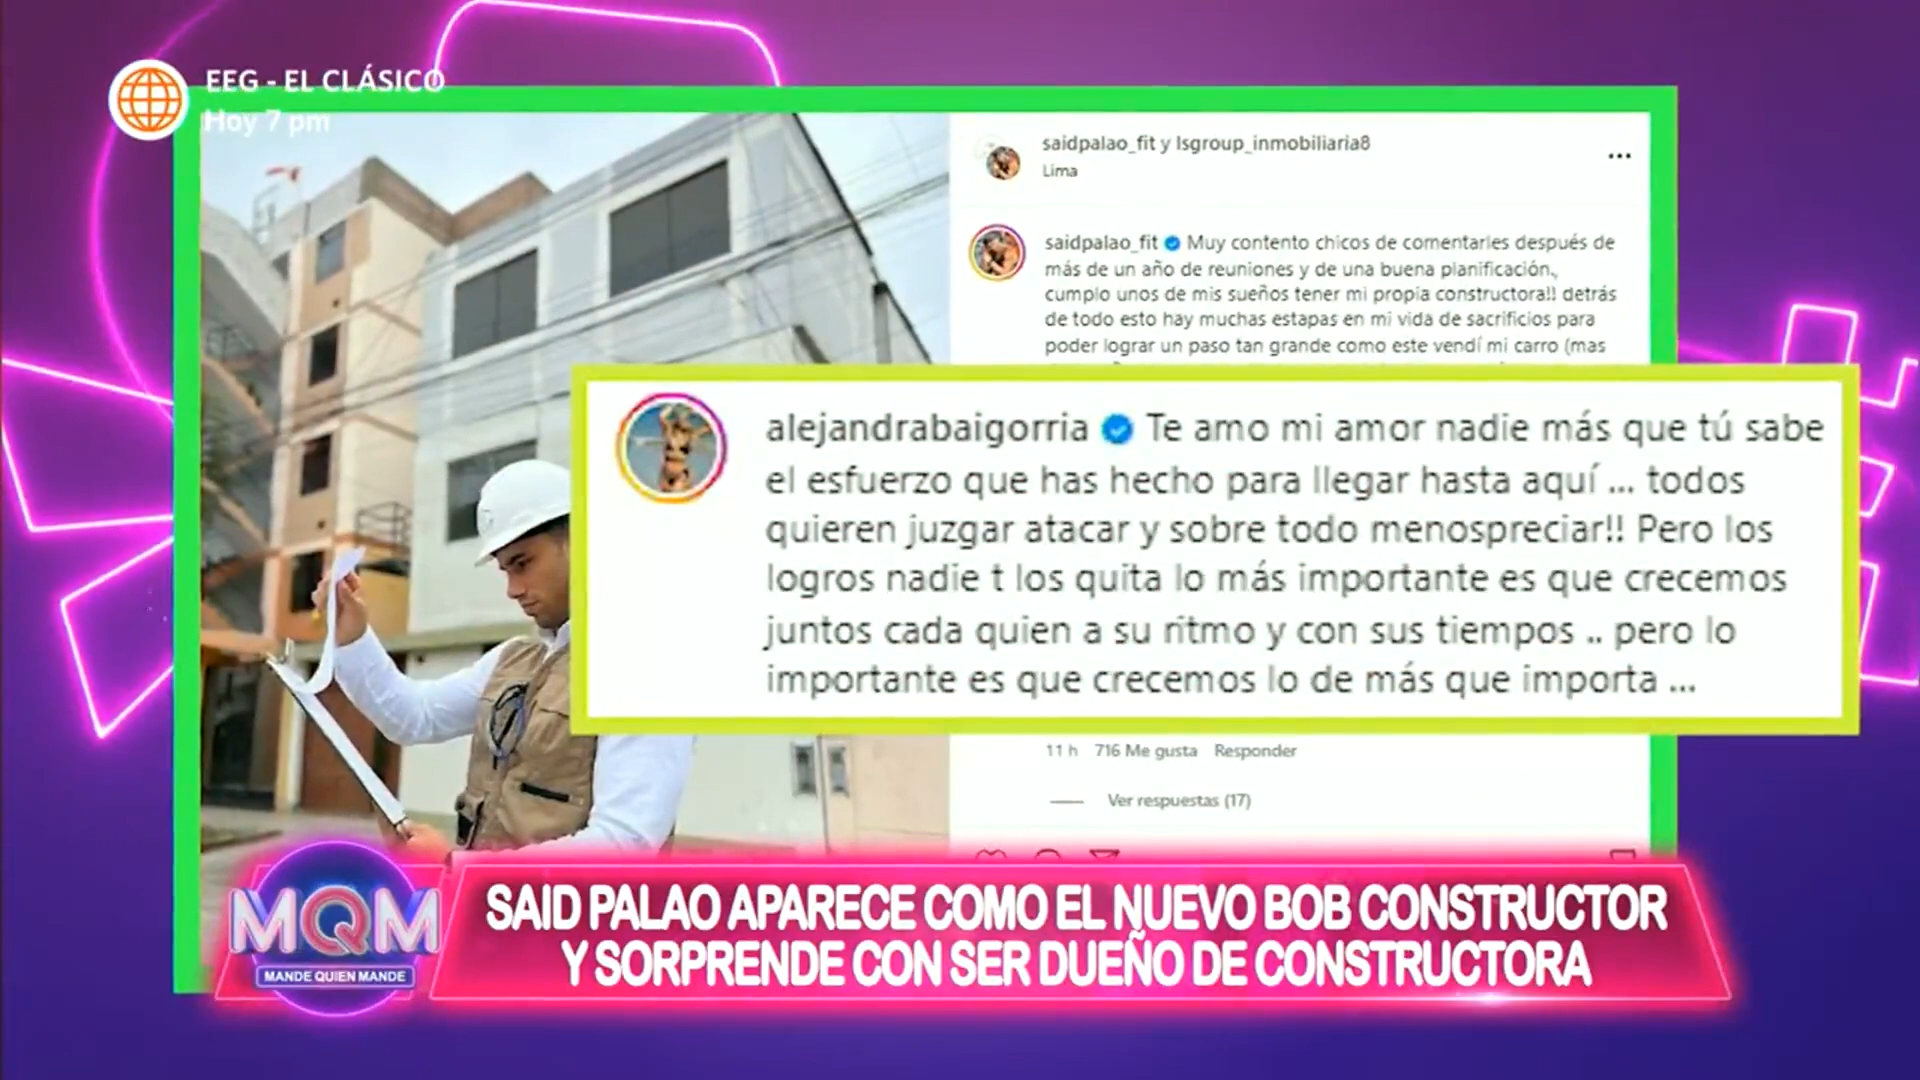 EEG - EL CLÁSICO
Hoy 7 pm
saidpalao_fit y lsgroup_inmobiliaria8
Lima
saidpalao_fit Muy contento chicos de comentarles después de
más de un año de reuniones y de una buena planificación.,
cumplo unos de mis sueños tener mi propia constructora!! detrás
de todo esto hay muchas estapas en mi vida de sacrificios para
poder lograr un paso tan grande como este vendí mi carro (mas
alejandrabaigorria Te amo mi amor nadie más que tú sabe
el esfuerzo que has hecho para llegar hasta aquí ... todos
quieren juzgar atacar y sobre todo menospreciar!! Pero los
logros nadie t los quita lo más importante es que crecemos
juntos cada quien a su ritmo y con sus tiempos .. pero lo
importante es que crecemos lo de más que importa ...
11 h 716 Me gusta Responder
Ver respuestas (17)
MQM
MANDE QUIEN MANDE
SAID PALAO APARECE COMO EL NUEVO BOB CONSTRUCTOR
Y SORPRENDE CON SER DUEÑO DE CONSTRUCTORA